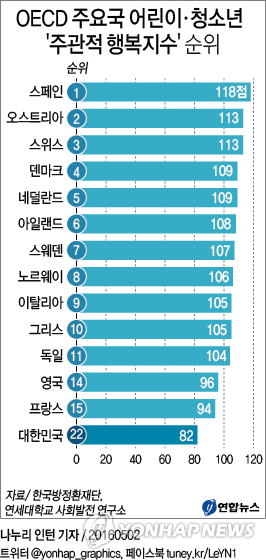 OECD 주요국 어린이·청소년
'주관적 행복지수' 순위
순위
스페인 1 118점
오스트리아 2 113
스위스 3 113
덴마크 4 109
네덜란드 5 109
아일랜드 6 108
스웨덴 7 107
노르웨이 8 106
이탈리아 9 105
그리스 10 105
독일 11 104
영국 14 96
프랑스 15 94
대한민국 22 82
0 20 40 60 80 100 120
자료/ 한국방정환재단,
연세대학교 사회발전 연구소
연합뉴스
나누리 인턴 기자 / 20160502
YONHAP NEWS
트위터 @yonhap_graphics, 페이스북 tuney.kr/LeYN1